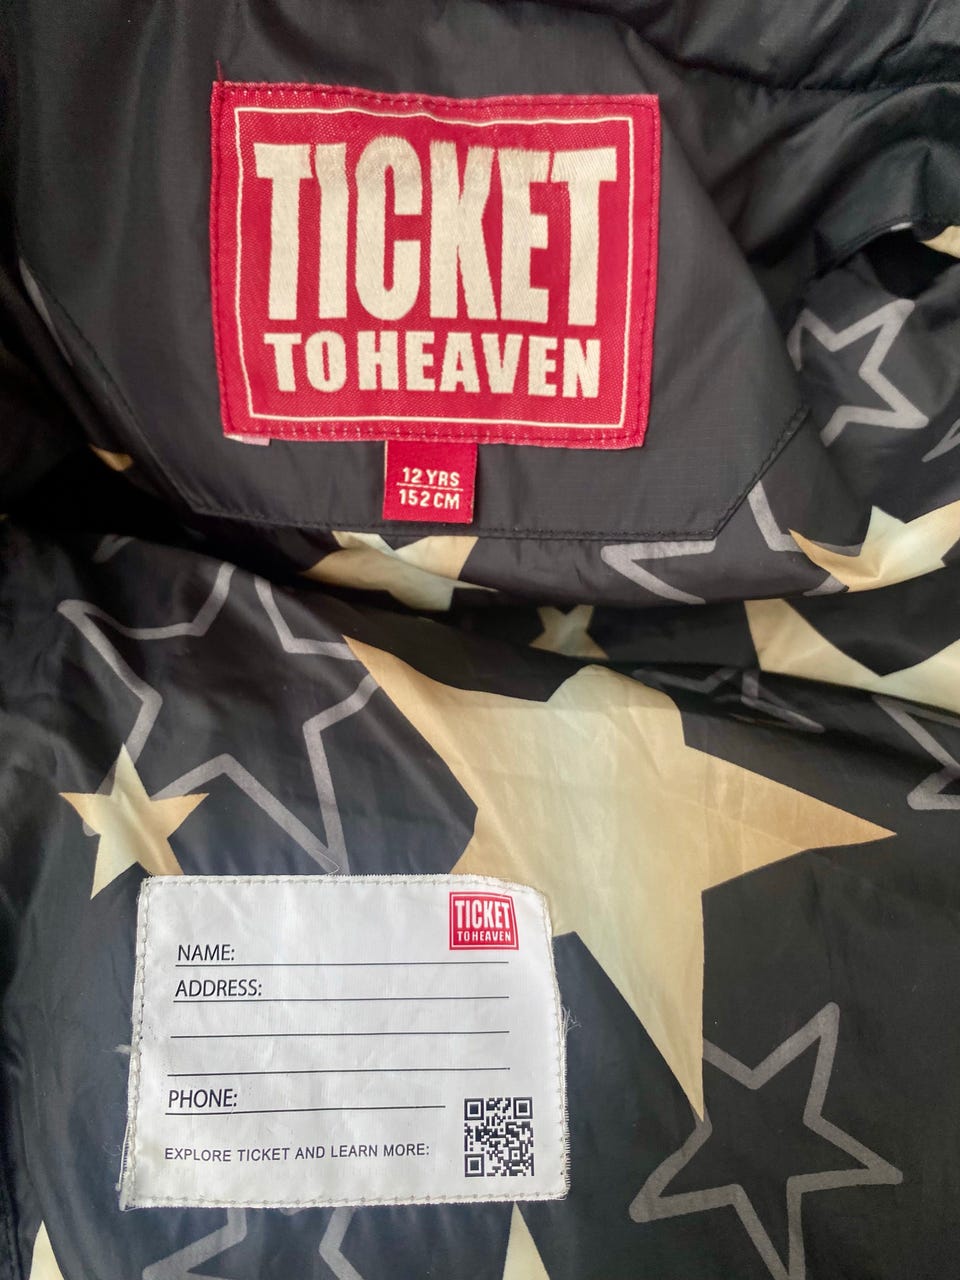 TICKET
TO HEAVEN
12 YRS
152 CM
TICKET
TO HEAVEN
NAME:
ADDRESS:
PHONE:
EXPLORE TICKET AND LEARN MORE: